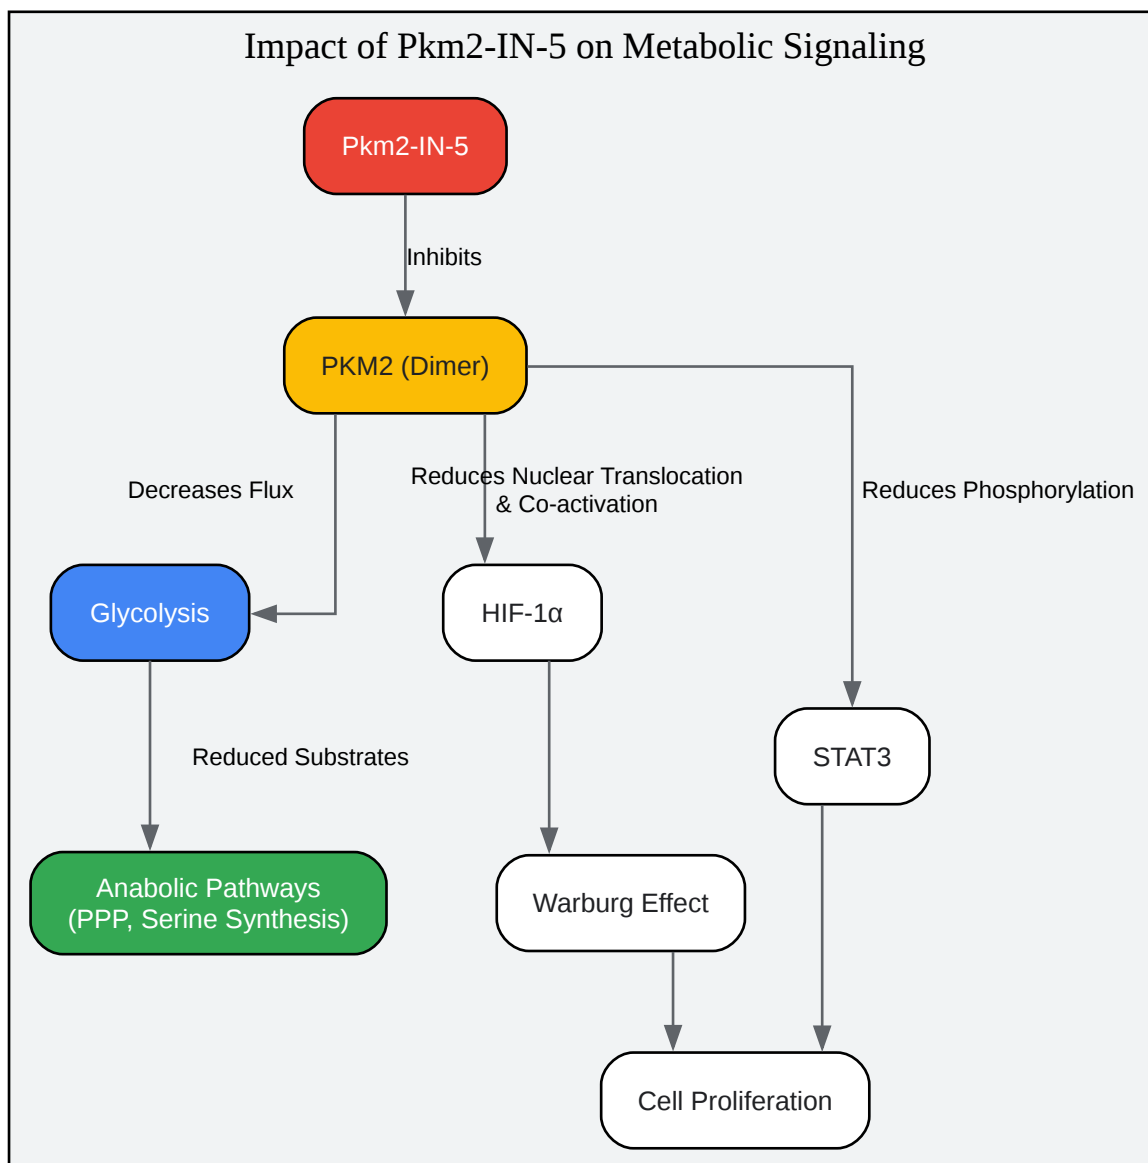 Impact of Pkm2-IN-5 on Metabolic Signaling
Pkm2-IN-5
Inhibits
PKM2 (Dimer)
Decreases Flux
Reduces Nuclear Translocation
& Co-activation
Reduces Phosphorylation
Glycolysis
HIF-1α
Reduced Substrates
STAT3
Anabolic Pathways
(PPP, Serine Synthesis)
Warburg Effect
Cell Proliferation